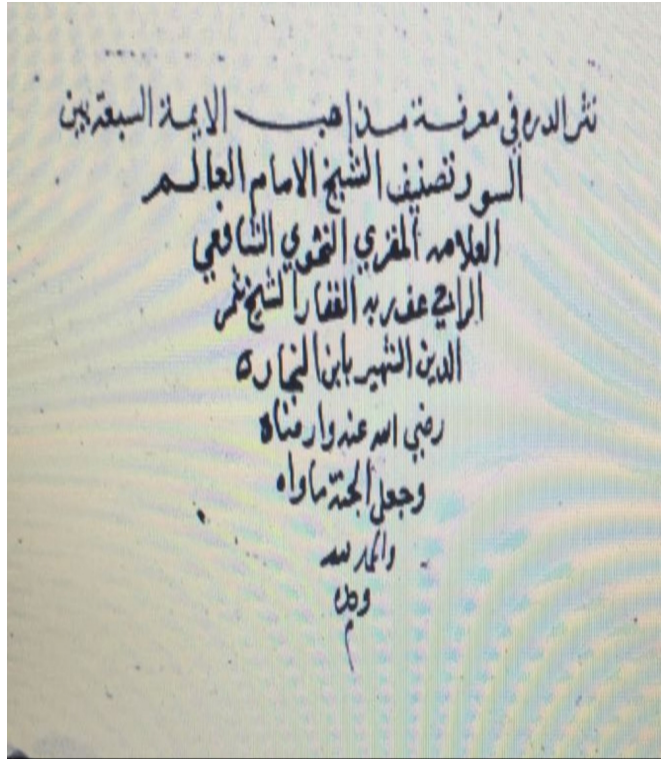 نثر الدر في معرفة مذاهب الايمة السبعة بين
السور تصنيف الشيخ الامام العالم
العلامه المقري النحوي الشافعي
الراجي عفو ربه الغفار الشيخ شمس
الدين الشهير بابن النجار
رضي الله عنه وارضاه
وجعل الجنة ماواه
والحمد لله
وحده
م